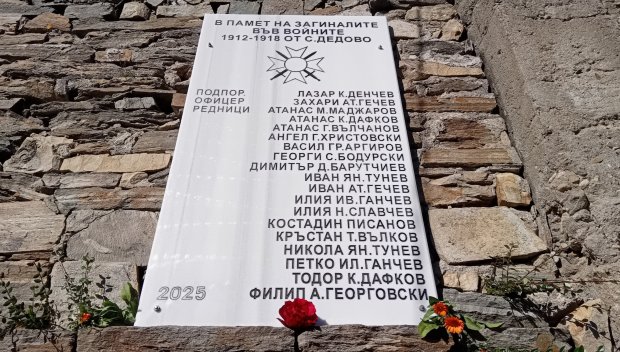 В ПАМЕТ НА ЗАГИНАЛИТЕ
ВЪВ ВОЙНИТЕ
1912-1918 ОТ С.ДЕДОВО
ПОДПОР. ЛАЗАР К.ДЕНЧЕВ
ОФИЦЕР ЗАХАРИ АТ.ГЕЧЕВ
РЕДНИЦИ АТАНАС М.МАДЖАРОВ
АТАНАС К.ДАФКОВ
АТАНАС Г.ВЪЛЧАНОВ
АНГЕЛ Г.ХРИСТОВСКИ
ВАСИЛ ГР.АРГИРОВ
ГЕОРГИ С.БОДУРСКИ
ДИМИТЪР Д.БАРУТЧИЕВ
ИВАН ЯН.ТУНЕВ
ИВАН АТ.ГЕЧЕВ
ИЛИЯ ИВ.ГАНЧЕВ
ИЛИЯ Н.СЛАВЧЕВ
КОСТАДИН ПИСАНОВ
КРЪСТАН Т.ВЪЛКОВ
НИКОЛА ЯН.ТУНЕВ
ПЕТКО ИЛ.ГАНЧЕВ
ТОДОР К.ДАФКОВ
2025 ФИЛИП А.ГЕОРГОВСКИ